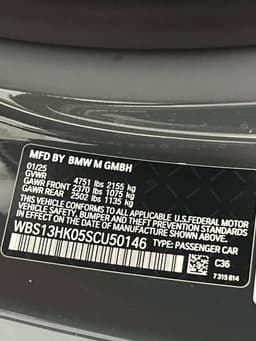 MFD BY BMW M GMBH
01/25
GVWR 4751 lbs 2155 kg
GAWR FRONT 2370 lbs 1075 kg
GAWR REAR 2502 lbs 1135 kg
THIS VEHICLE CONFORMS TO ALL APPLICABLE U.S.FEDERAL MOTOR
VEHICLE SAFETY, BUMPER, AND THEFT PREVENTION STANDARDS
IN EFFECT ON THE DATE OF MANUFACTURE SHOWN ABOVE.
WBS13HK05SCU50146 TYPE: PASSENGER CAR
C36
7 315 814